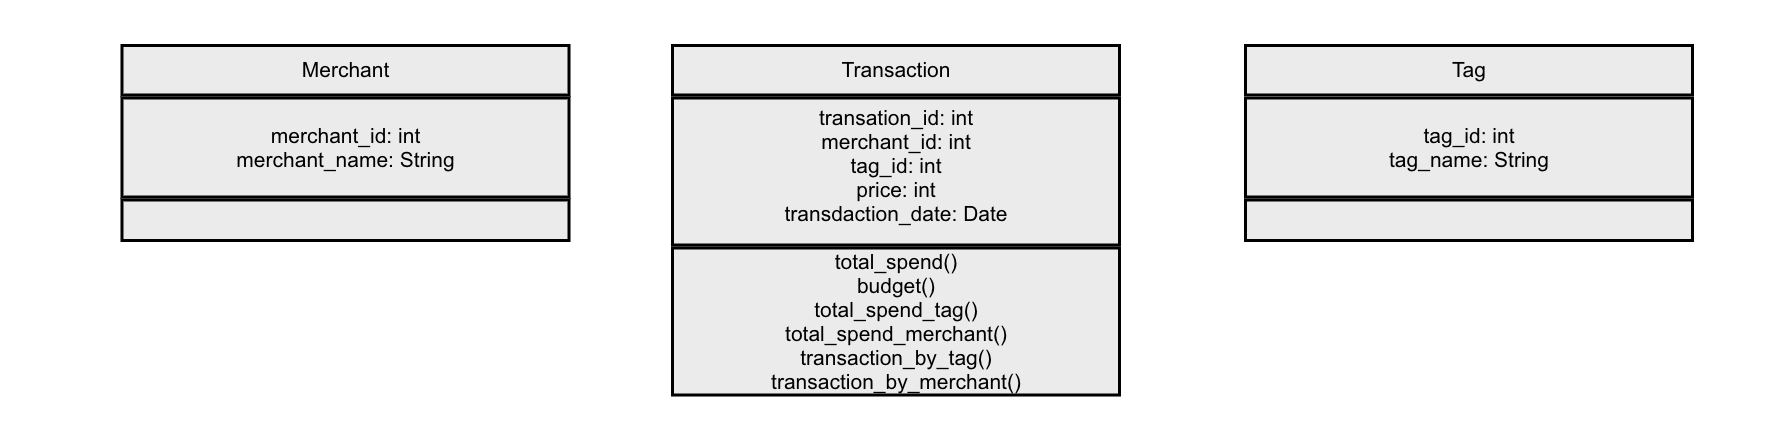 Merchant
merchant_id: int
merchant_name: String
Transaction
transation_id: int
merchant_id: int
tag_id: int
price: int
transdaction_date: Date
total_spend()
budget()
total_spend_tag()
total_spend_merchant()
transaction_by_tag()
transaction_by_merchant()
Tag
tag_id: int
tag_name: String